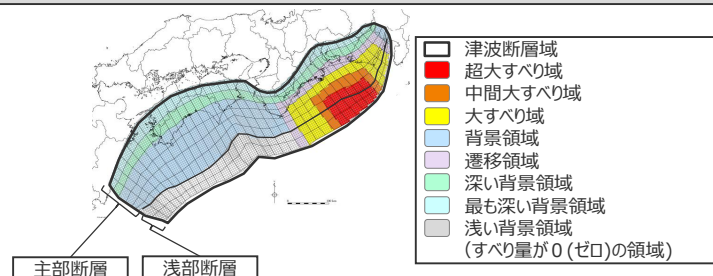 津波断層域
超大すべり域
中間大すべり域
大すべり域
背景領域
遷移領域
深い背景領域
最も深い背景領域
浅い背景領域
(すべり量が０(ゼロ)の領域)
主部断層
浅部断層